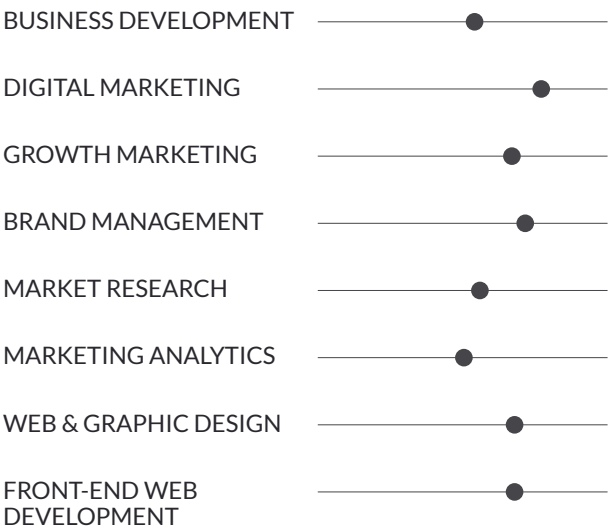 BUSINESS DEVELOPMENT
DIGITAL MARKETING
GROWTH MARKETING
BRAND MANAGEMENT
MARKET RESEARCH
MARKETING ANALYTICS
WEB & GRAPHIC DESIGN
FRONT-END WEB
DEVELOPMENT